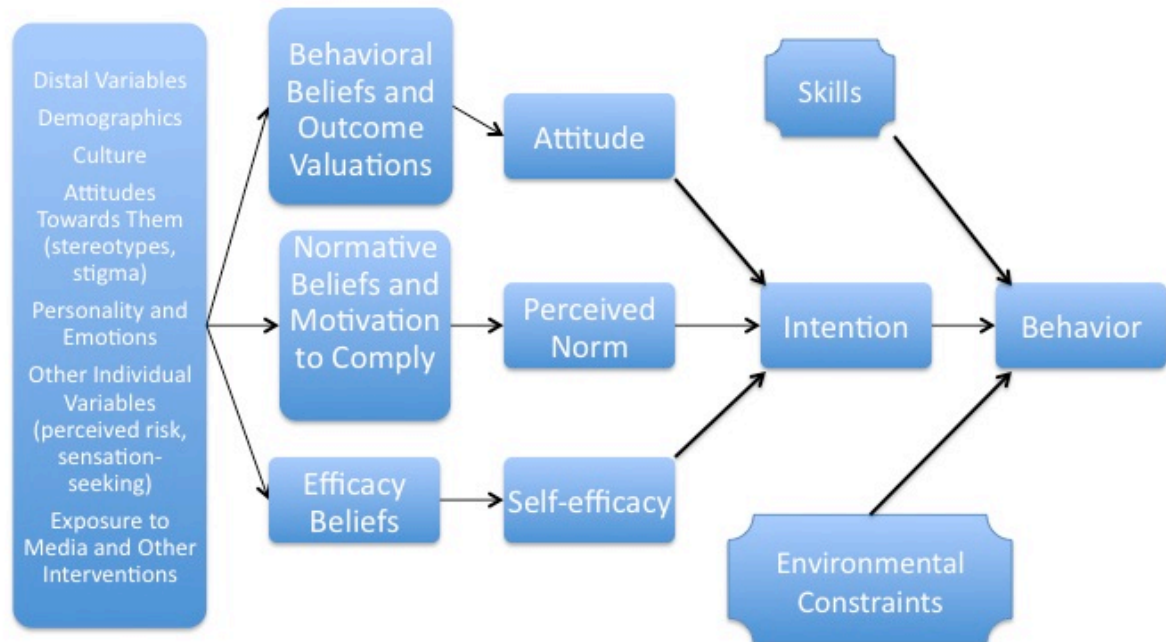 Distal Variables
Demographics
Culture
Attitudes
Towards Them
(stereotypes,
stigma)
Personality and
Emotions
Other Individual
Variables
(perceived risk,
sensation-
seeking)
Exposure to
Media and Other
Interventions
Behavioral
Beliefs and
Outcome
Valuations
Normative
Beliefs and
Motivation
to Comply
Efficacy
Beliefs
Attitude
Perceived
Norm
Self-efficacy
Intention
Skills
Behavior
Environmental
Constraints